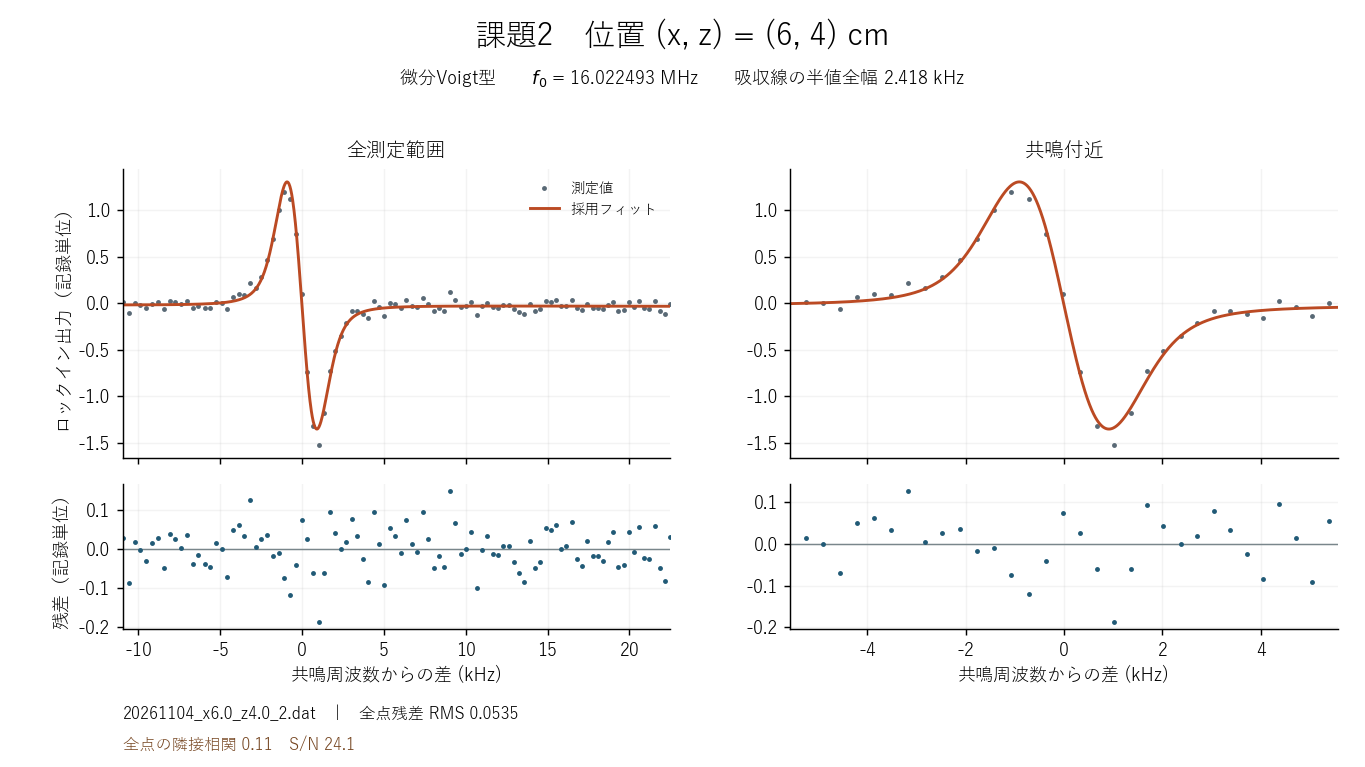 課題2　位置 (x, z) = (6, 4) cm
微分Voigt型　　f₀ = 16.022493 MHz　　吸収線の半値全幅 2.418 kHz
全測定範囲
ロックイン出力（記録単位）
1.0
0.5
0.0
-0.5
-1.0
-1.5
測定値
採用フィット
共鳴付近
1.0
0.5
0.0
-0.5
-1.0
-1.5
残差（記録単位）
0.1
0.0
-0.1
-0.2
-10 -5 0 5 10 15 20
共鳴周波数からの差 (kHz)
0.1
0.0
-0.1
-0.2
-4 -2 0 2 4
共鳴周波数からの差 (kHz)
20261104_x6.0_z4.0_2.dat　|　全点残差 RMS 0.0535
全点の隣接相関 0.11　S/N 24.1